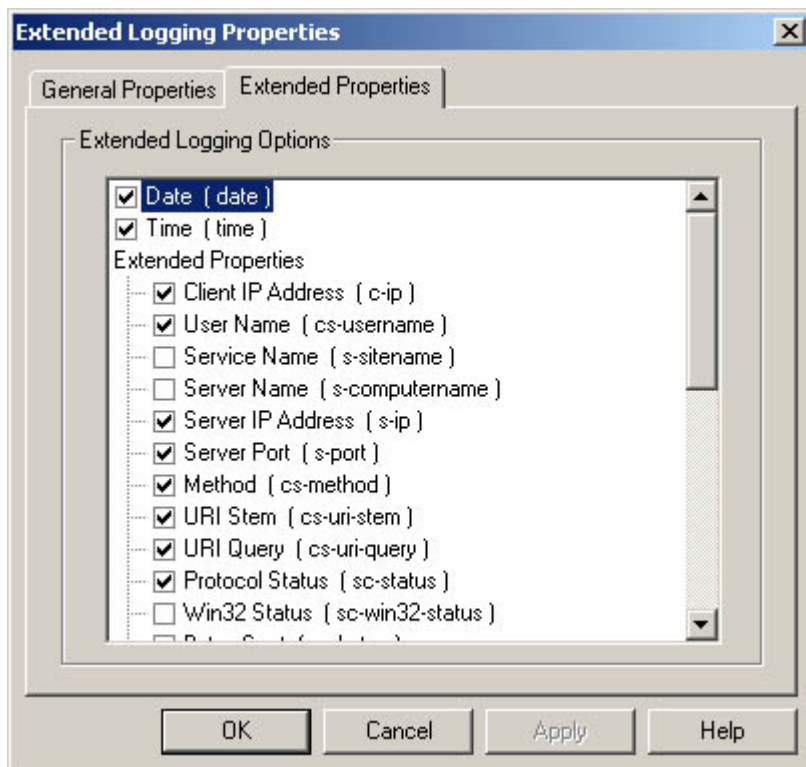 Extended Logging Properties
General Properties
Extended Properties
Extended Logging Options
Date ( date )
Time ( time )
Extended Properties
Client IP Address ( c-ip )
User Name ( cs-username )
Service Name ( s-sitename )
Server Name ( s-computername )
Server IP Address ( s-ip )
Server Port ( s-port )
Method ( cs-method )
URI Stem ( cs-uri-stem )
URI Query ( cs-uri-query )
Protocol Status ( sc-status )
Win32 Status ( sc-win32-status )
OK
Cancel
Apply
Help